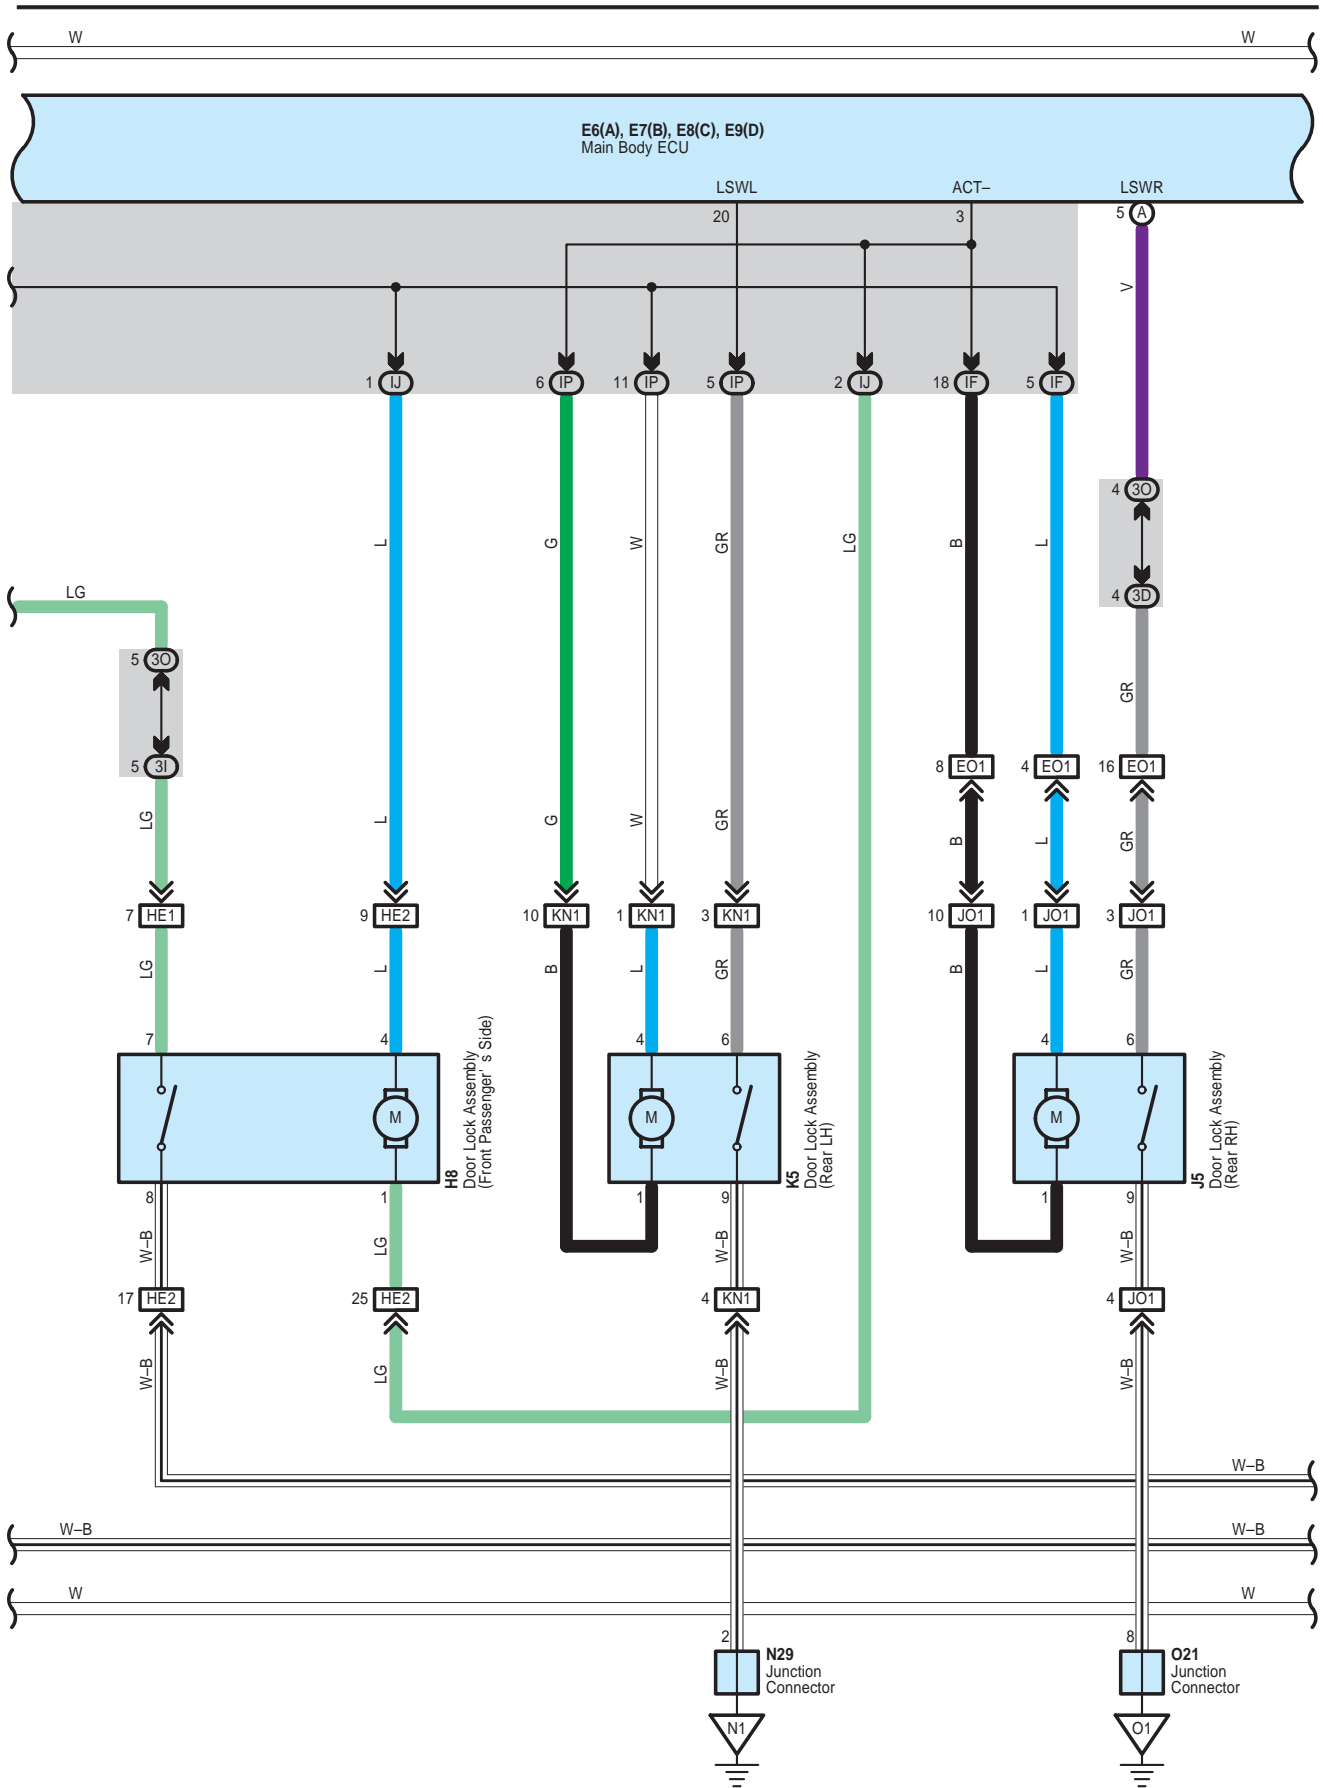 W W
E6(A), E7(B), E8(C), E9(D)
Main Body ECU
LSWL ACT– LSWR
20 3 5 A
V
1 IJ 6 IP 11 IP 5 IP 2 IJ 18 IF 5 IF
4 3O
L G W GR LG B L
LG
4 3D
5 3O
GR
5 3I
8 EO1 4 EO1 16 EO1
LG L G W GR B L GR
7 HE1 9 HE2 10 KN1 1 KN1 3 KN1 10 JO1 1 JO1 3 JO1
LG L B L GR B L GR
7 4 4 6 4 6
M M M
H8
Door Lock Assembly
(Front Passenger' s Side)
K5
Door Lock Assembly
(Rear LH)
J5
Door Lock Assembly
(Rear RH)
8 1 1 9 1 9
W–B LG W–B W–B
17 HE2 25 HE2 4 KN1 4 JO1
W–B LG W–B W–B
W–B
W–B W–B
W W
2 8
N29
Junction
Connector
O21
Junction
Connector
N1 O1